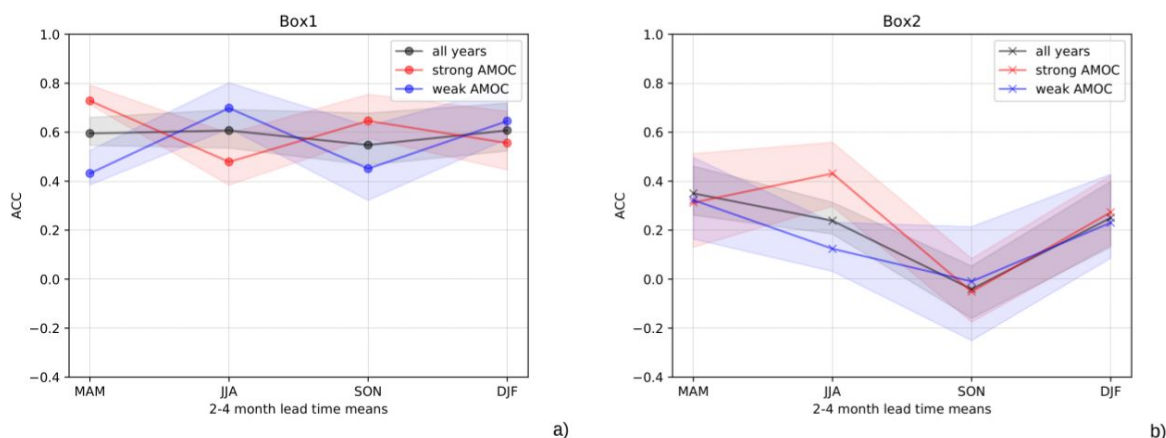 Box1
1.0
0.8
0.6
0.4
0.2
0.0
−0.2
−0.4
ACC
all years
strong AMOC
weak AMOC
MAM
JJA
SON
DJF
2-4 month lead time means
a)
Box2
1.0
0.8
0.6
0.4
0.2
0.0
−0.2
−0.4
ACC
all years
strong AMOC
weak AMOC
MAM
JJA
SON
DJF
2-4 month lead time means
b)